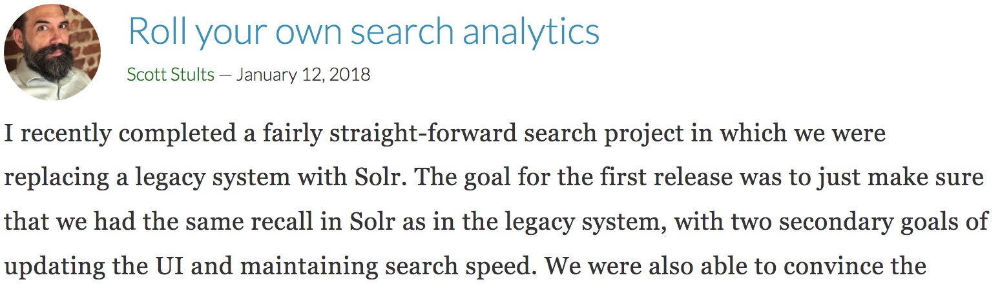 Roll your own search analytics
Scott Stults — January 12, 2018
I recently completed a fairly straight-forward search project in which we were
replacing a legacy system with Solr. The goal for the first release was to just make sure
that we had the same recall in Solr as in the legacy system, with two secondary goals of
updating the UI and maintaining search speed. We were also able to convince the